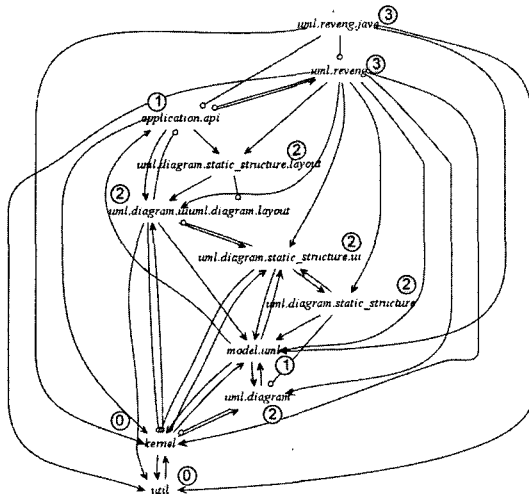 uml.reveng.java ③
uml.reveng ③
①
application.api
uml.diagram.static_structure.layout ②
②
uml.diagram.ui uml.diagram.layout
②
uml.diagram.static_structure.ui
②
uml.diagram.static_structure
model.uml
①
uml.diagram
②
⓪
kernel
⓪
util